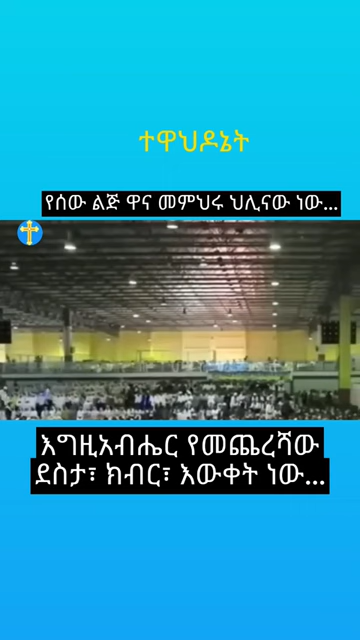 ተዋህዶኔት
የሰው ልጅ ዋና መምህሩ ህሊናው ነው...
እግዚአብሔር የመጨረሻው
ደስታ፣ ክብር፣ እውቀት ነው...